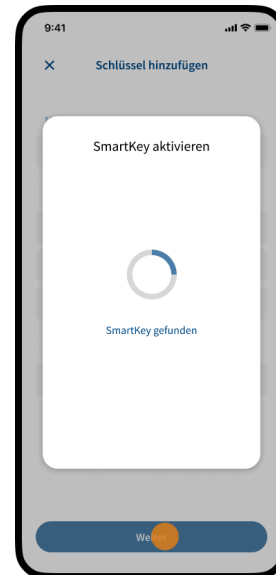 9:41
Schlüssel hinzufügen
SmartKey aktivieren
SmartKey gefunden
Weiter